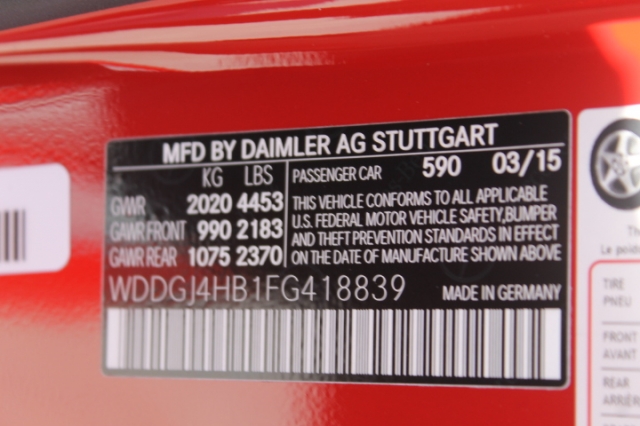 MFD BY DAIMLER AG STUTTGART
KG LBS
GWR 2020 4453
GAWR FRONT 990 2183
GAWR REAR 1075 2370
PASSENGER CAR 590 03/15
THIS VEHICLE CONFORMS TO ALL APPLICABLE
U.S. FEDERAL MOTOR VEHICLE SAFETY,BUMPER
AND THEFT PREVENTION STANDARDS IN EFFECT
ON THE DATE OF MANUFACTURE SHOWN ABOVE
WDDGJ4HB1FG418839 MADE IN GERMANY
Th
Le poid
TIRE
PNEU
FRONT
AVANT
REAR
ARRIÈRE